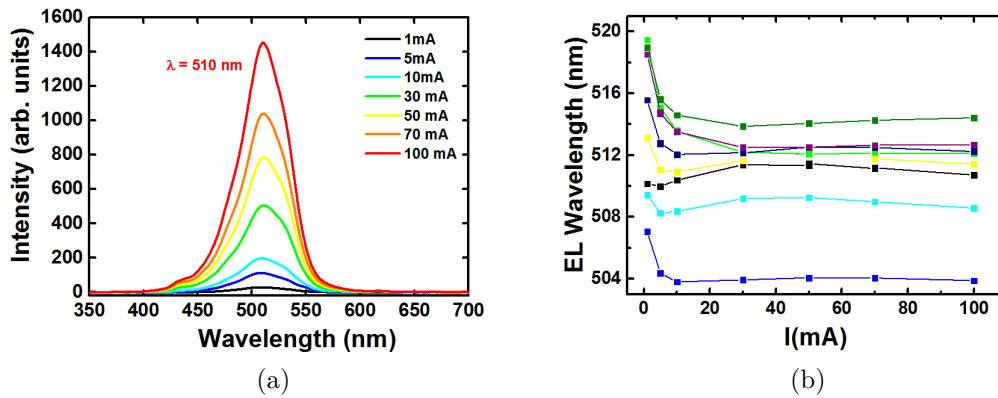 1600
1400
1200
1000
800
600
400
200
0
Intensity (arb. units)
λ = 510 nm
1mA
5mA
10mA
30 mA
50 mA
70 mA
100 mA
350 400 450 500 550 600 650 700
Wavelength (nm)
(a)
520
516
512
508
504
EL Wavelength (nm)
0 20 40 60 80 100
I(mA)
(b)